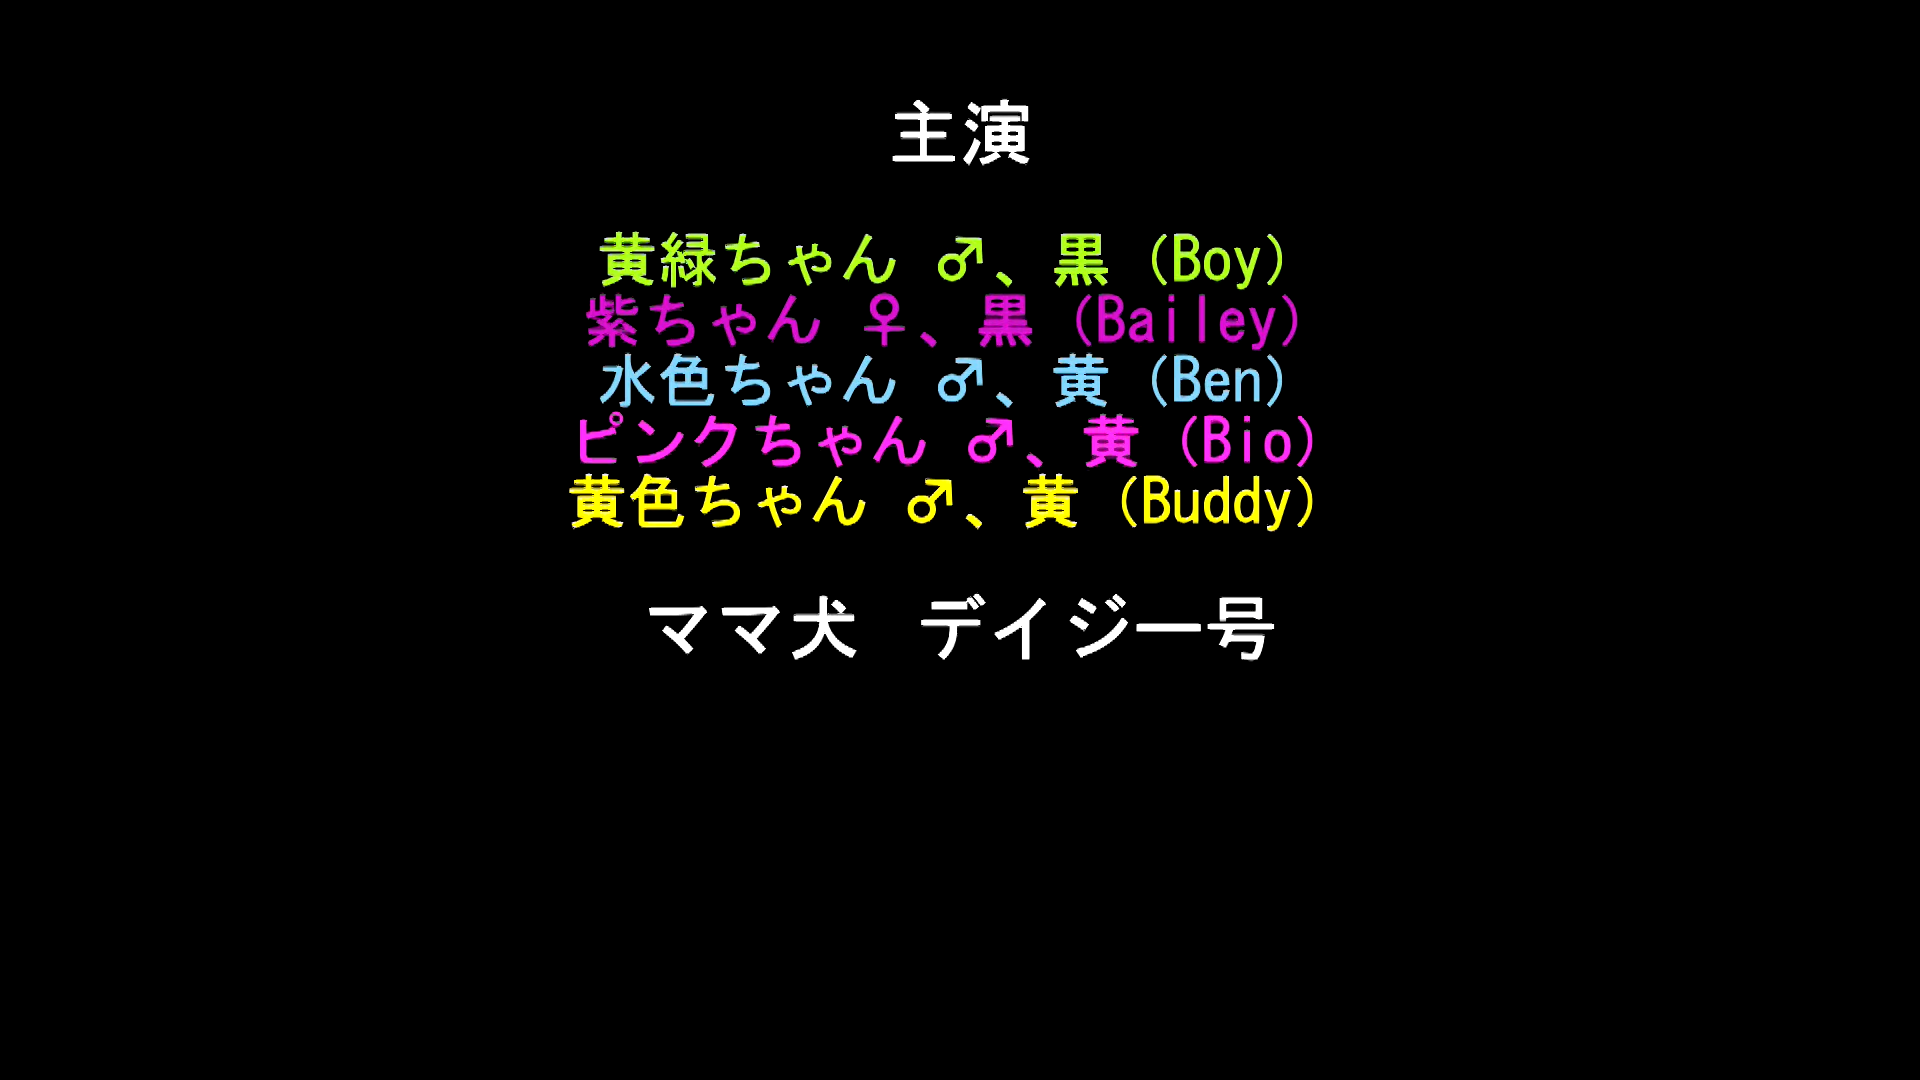 主演
黄緑ちゃん ♂、黒 (Boy)
紫ちゃん ♀、黒 (Bailey)
水色ちゃん ♂、黄 (Ben)
ピンクちゃん ♂、黄 (Bio)
黄色ちゃん ♂、黄 (Buddy)
ママ犬　デイジー号